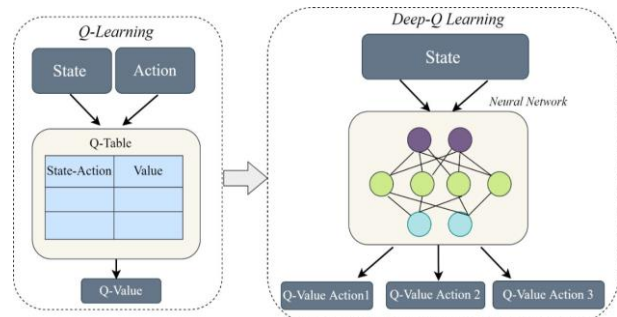 Q-Learning
State
Action
Q-Table
State-Action
Value
Q-Value
Deep-Q Learning
State
Neural Network
Q-Value Action1
Q-Value Action 2
Q-Value Action 3